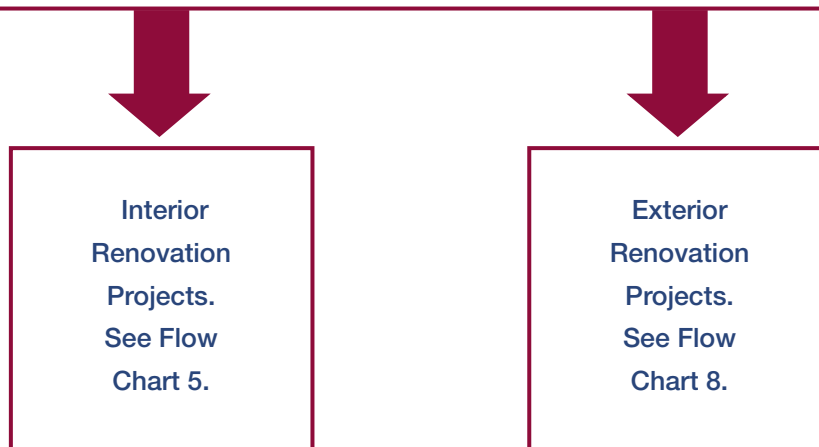 Interior
Renovation
Projects.
See Flow
Chart 5.
Exterior
Renovation
Projects.
See Flow
Chart 8.